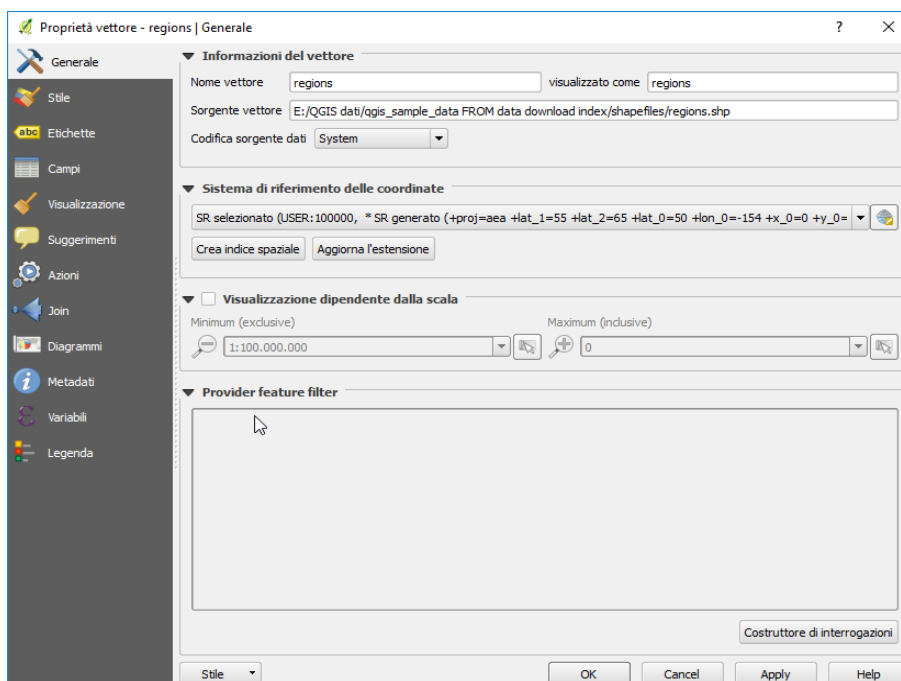 Proprietà vettore - regions | Generale
Generale
Stile
abc Etichette
Campi
Visualizzazione
Suggerimenti
Azioni
Join
Diagrammi
Metadati
Variabili
Legenda
Informazioni del vettore
Nome vettore regions visualizzato come regions
Sorgente vettore E:/QGIS dati/qgis_sample_data FROM data download index/shapefiles/regions.shp
Codifica sorgente dati System
Sistema di riferimento delle coordinate
SR selezionato (USER:100000, * SR generato (+proj=aea +lat_1=55 +lat_2=65 +lat_0=50 +lon_0=-154 +x_0=0 +y_0=
Crea indice spaziale Aggiorna l'estensione
Visualizzazione dipendente dalla scala
Minimum (exclusive) Maximum (inclusive)
1:100.000.000 0
Provider feature filter
Costruttore di interrogazioni
Stile OK Cancel Apply Help